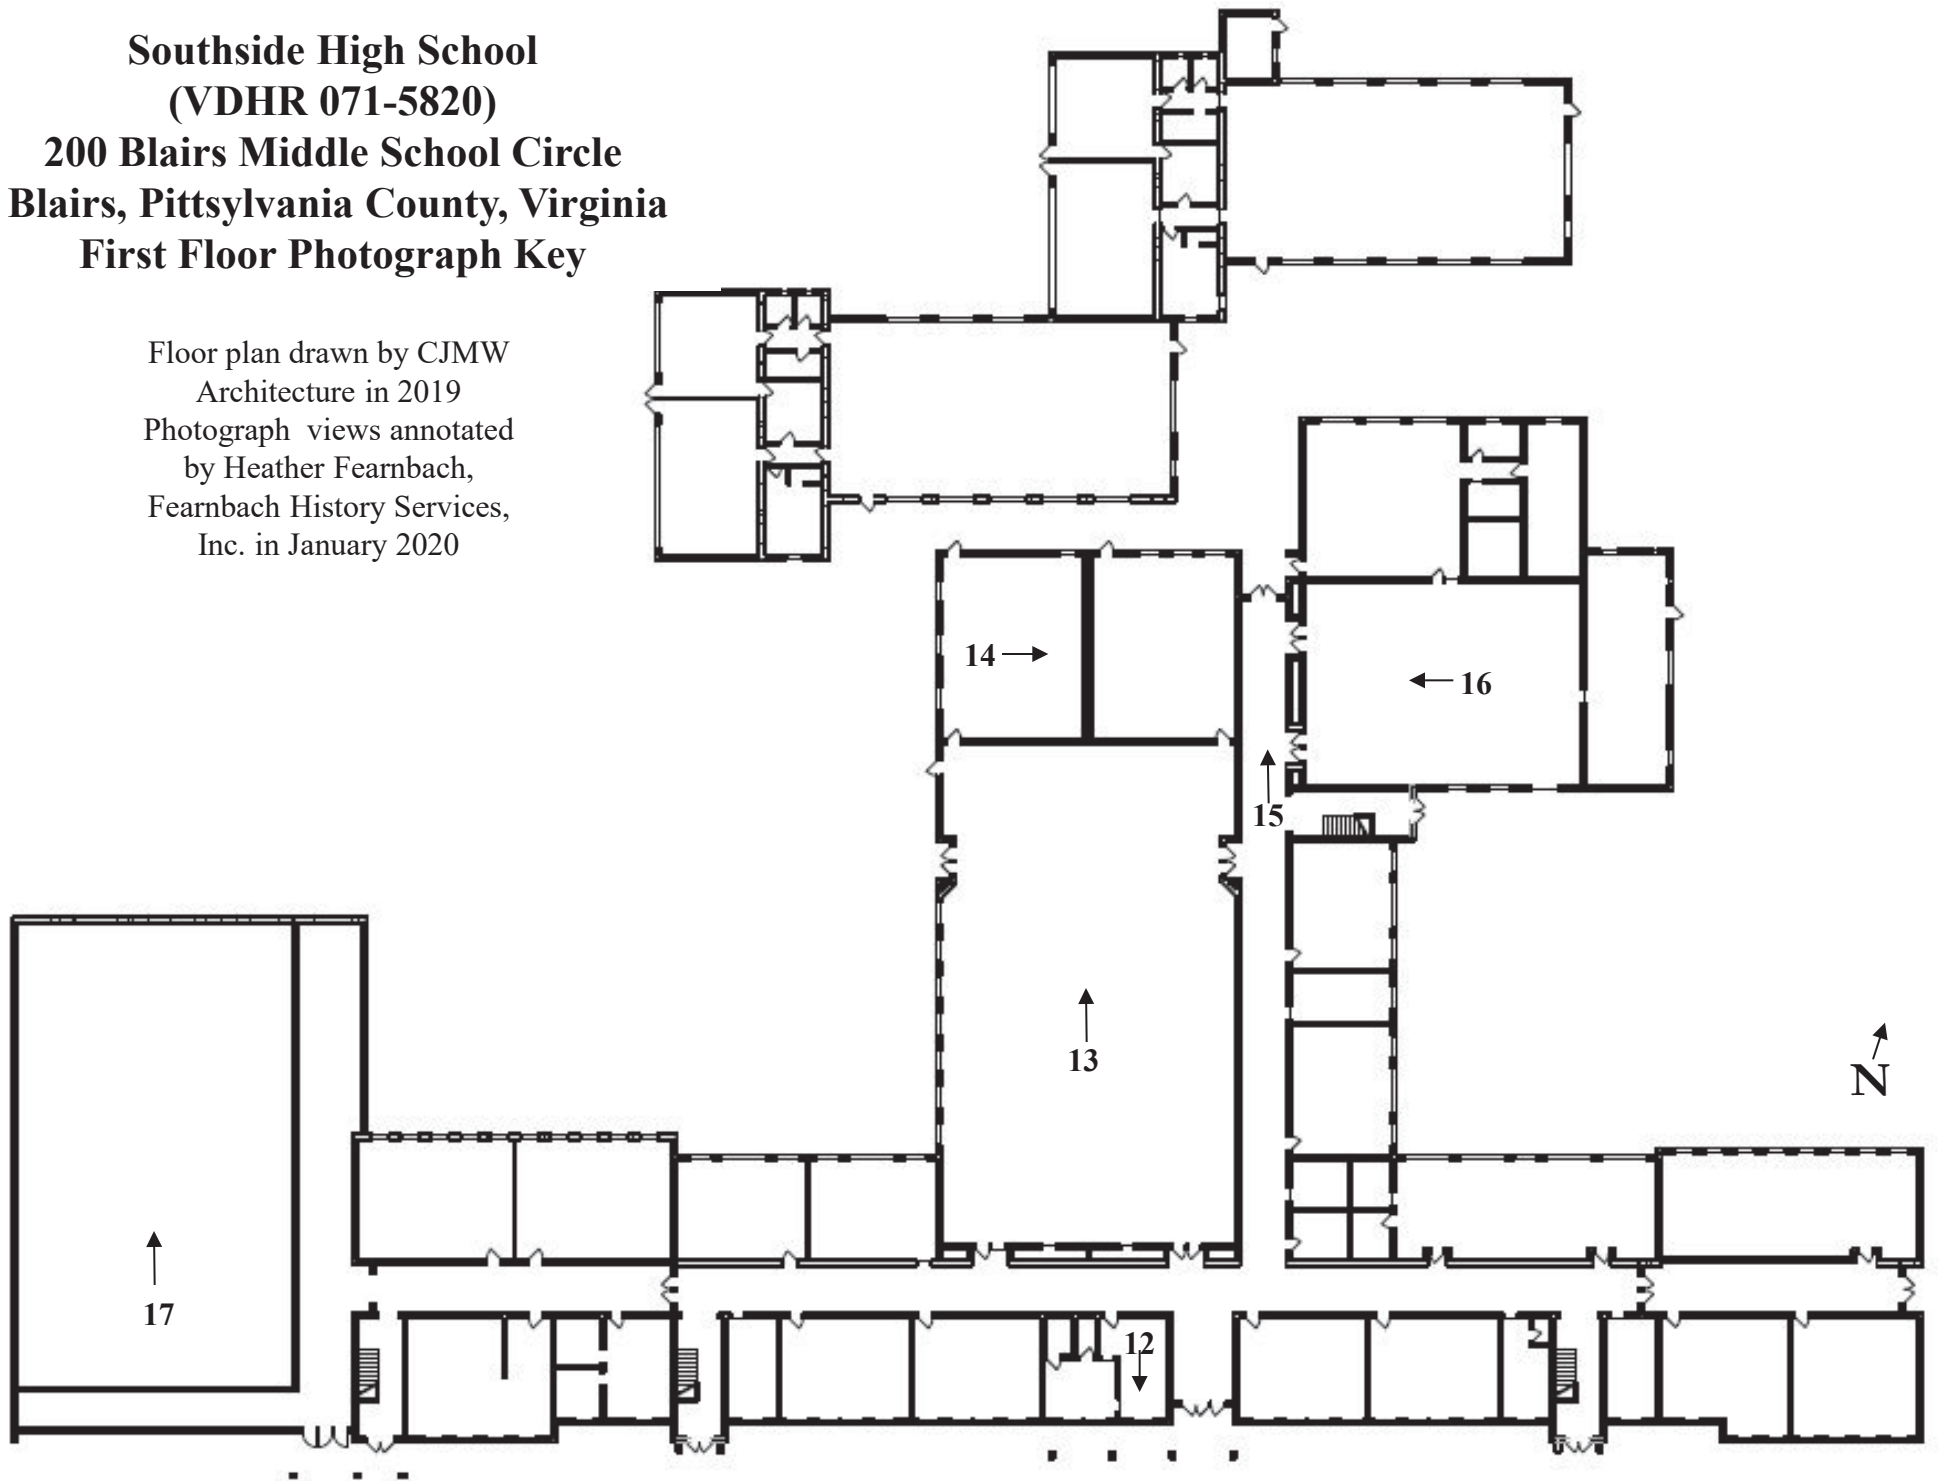 Southside High School
(VDHR 071-5820)
200 Blairs Middle School Circle
Blairs, Pittsylvania County, Virginia
First Floor Photograph Key
Floor plan drawn by CJMW
Architecture in 2019
Photograph views annotated
by Heather Fearnbach,
Fearnbach History Services,
Inc. in January 2020
14
16
15
13
N
17
12